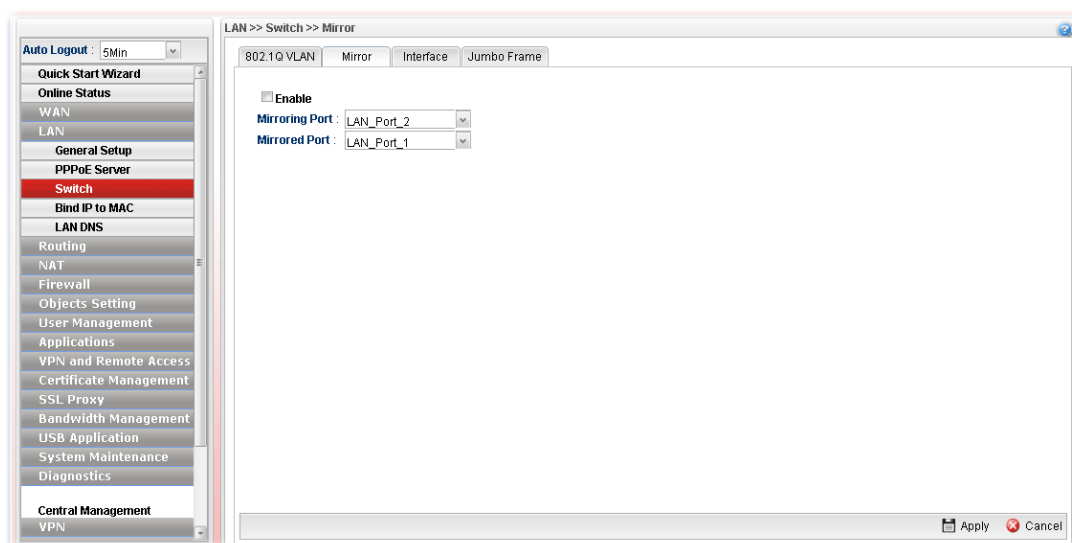 LAN >> Switch >> Mirror
Auto Logout : 5Min
Quick Start Wizard
Online Status
WAN
LAN
General Setup
PPPoE Server
Switch
Bind IP to MAC
LAN DNS
Routing
NAT
Firewall
Objects Setting
User Management
Applications
VPN and Remote Access
Certificate Management
SSL Proxy
Bandwidth Management
USB Application
System Maintenance
Diagnostics
Central Management
VPN
802.1Q VLAN Mirror Interface Jumbo Frame
Enable
Mirroring Port : LAN_Port_2
Mirrored Port : LAN_Port_1
Apply Cancel